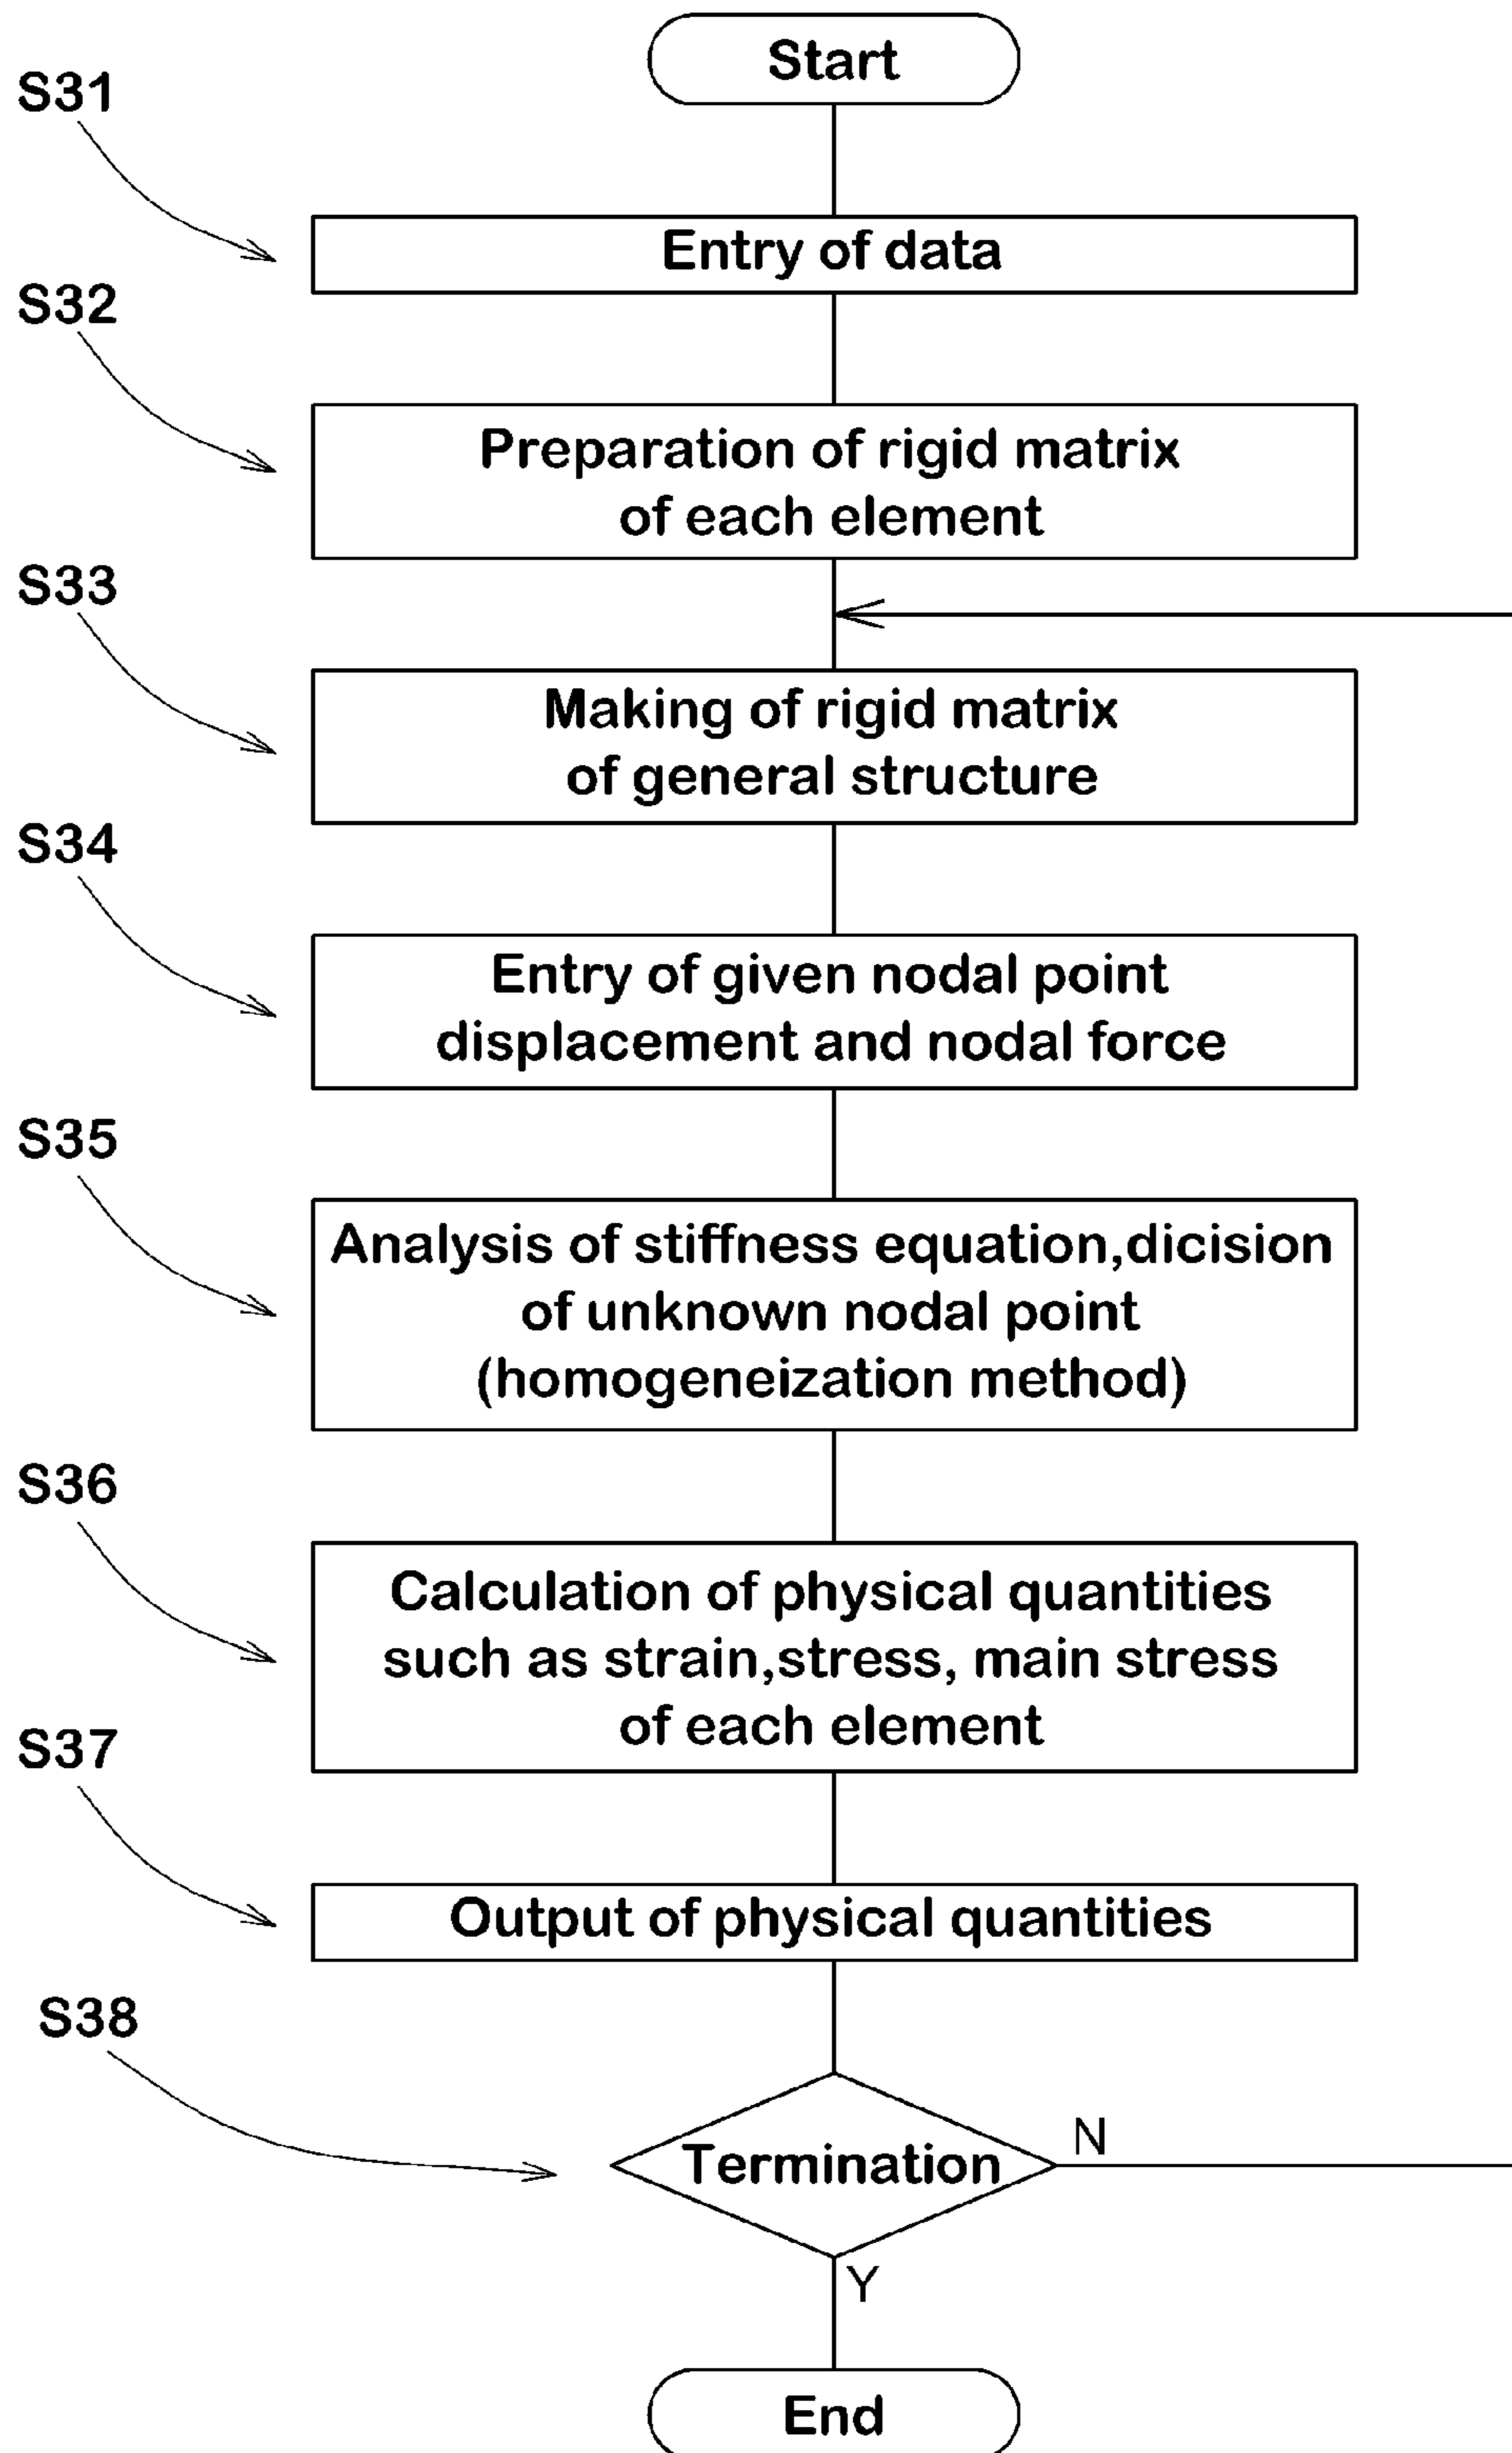 Start
S31
Entry of data
S32
Preparation of rigid matrix
of each element
S33
Making of rigid matrix
of general structure
S34
Entry of given nodal point
displacement and nodal force
S35
Analysis of stiffness equation,dicision
of unknown nodal point
(homogeneization method)
S36
Calculation of physical quantities
such as strain,stress, main stress
of each element
S37
Output of physical quantities
S38
Termination
N
Y
End